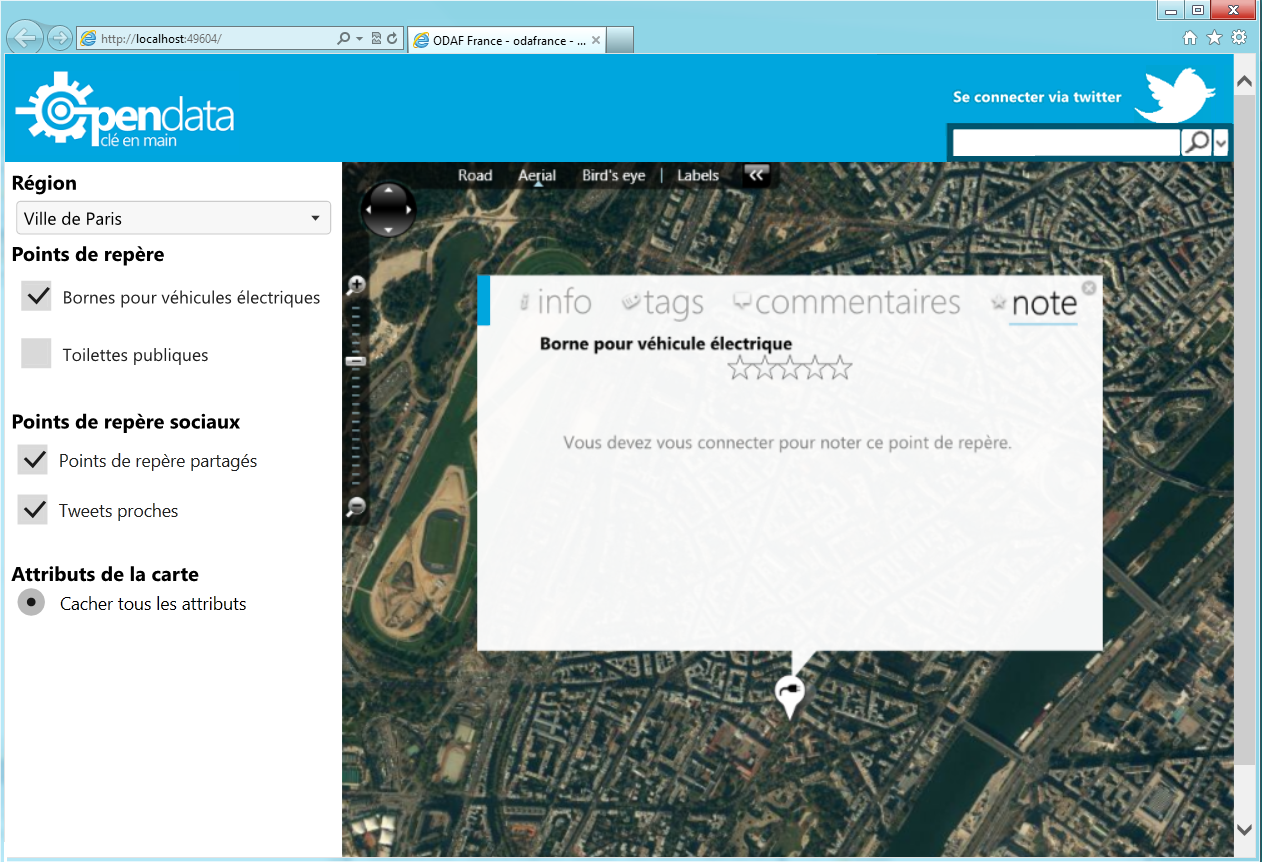 http://localhost:49604/
ODAF France - odafrance - ...
pendata
clé en main
Se connecter via twitter
Région
Ville de Paris
Points de repère
Bornes pour véhicules électriques
Toilettes publiques
Points de repère sociaux
Points de repère partagés
Tweets proches
Attributs de la carte
Cacher tous les attributs
Road Aerial Bird's eye | Labels
info tags commentaires note
Borne pour véhicule électrique
Vous devez vous connecter pour noter ce point de repère.